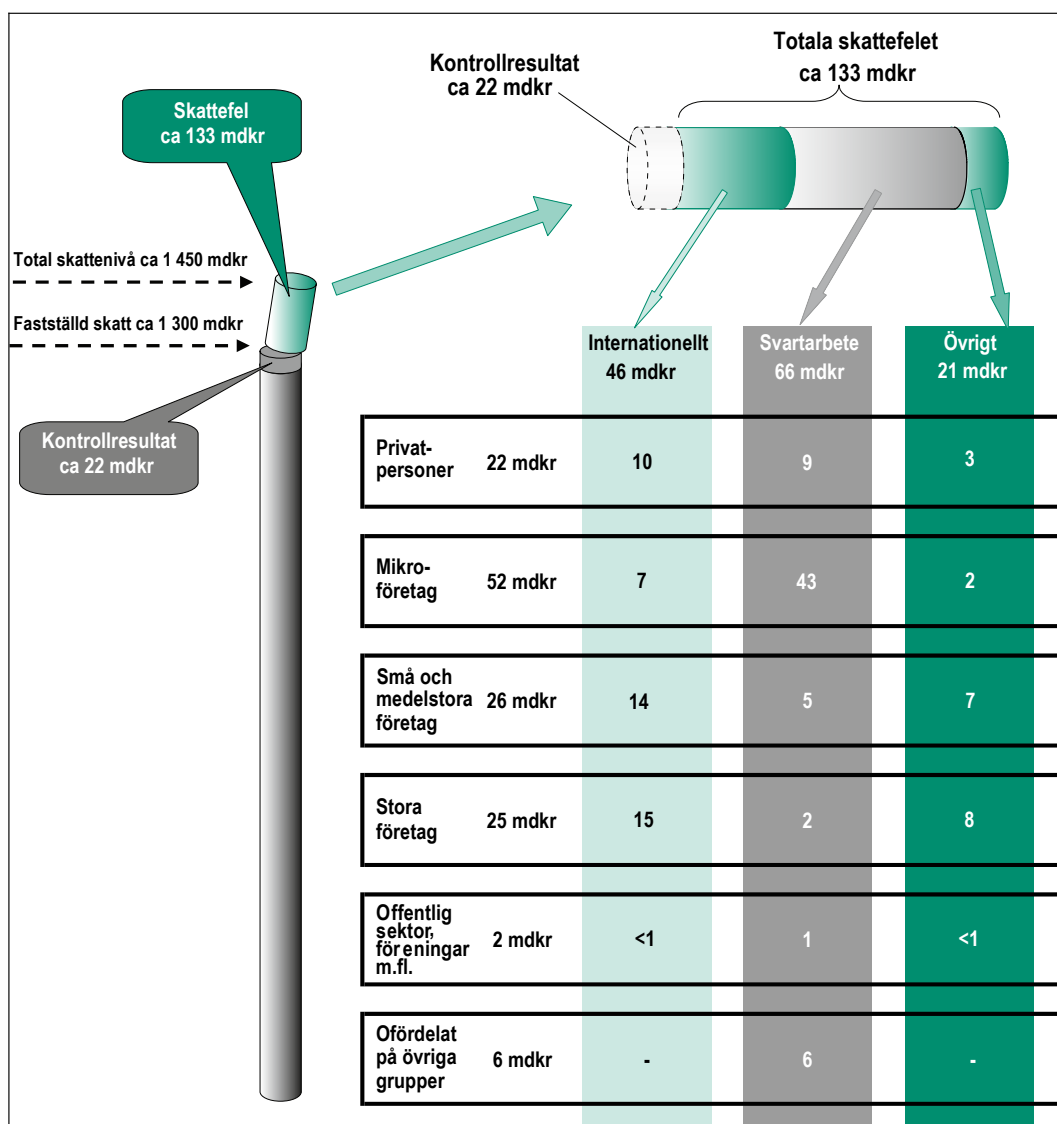 Totala skattefelet
ca 133 mdkr
Kontrollresultat
ca 22 mdkr
Skattefel
ca 133 mdkr
Total skattenivå ca 1 450 mdkr
Fastställd skatt ca 1 300 mdkr
Kontrollresultat
ca 22 mdkr
Internationellt
46 mdkr
Svartarbete
66 mdkr
Övrigt
21 mdkr
Privat-
personer 22 mdkr 10 9 3
Mikro-
företag 52 mdkr 7 43 2
Små och
medelstora 26 mdkr 14 5 7
företag
Stora
företag 25 mdkr 15 2 8
Offentlig
sektor, 2 mdkr <1 1 <1
föreningar
m.fl.
Ofördelat
på övriga 6 mdkr - 6 -
grupper